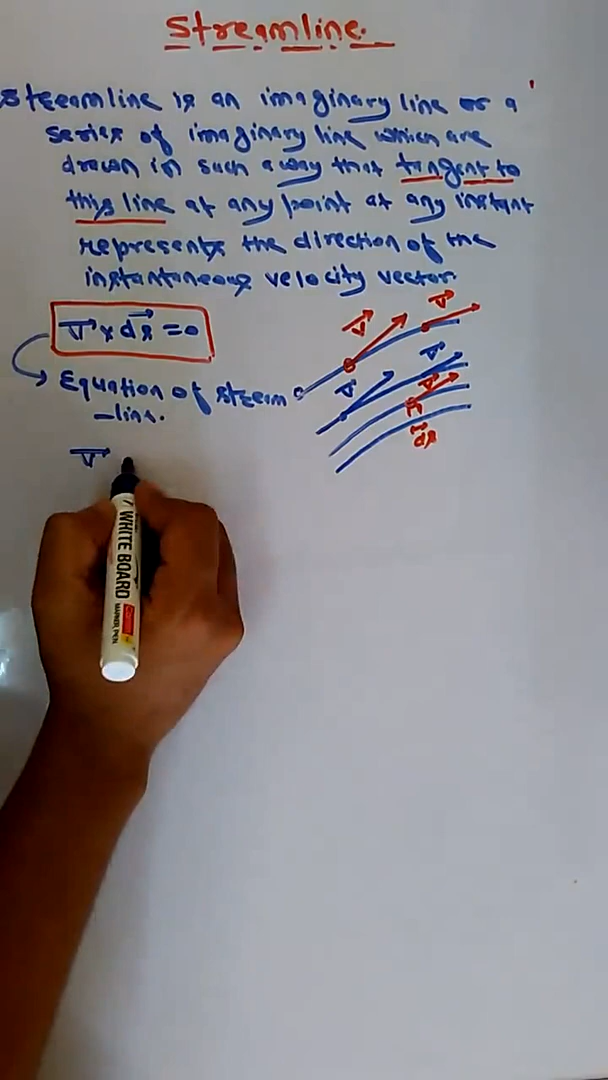 Streamline.
Streamline is an imaginary line or a
series of imaginary line which are
drawn in such a way that tangent to
this line at any point at any instant
represents the direction of the
instantaneous velocity vector.
V × ds = 0
Equation of stream
-line.
V
V
V
V
V
V
ds
WHITE BOARD
MARKER PEN